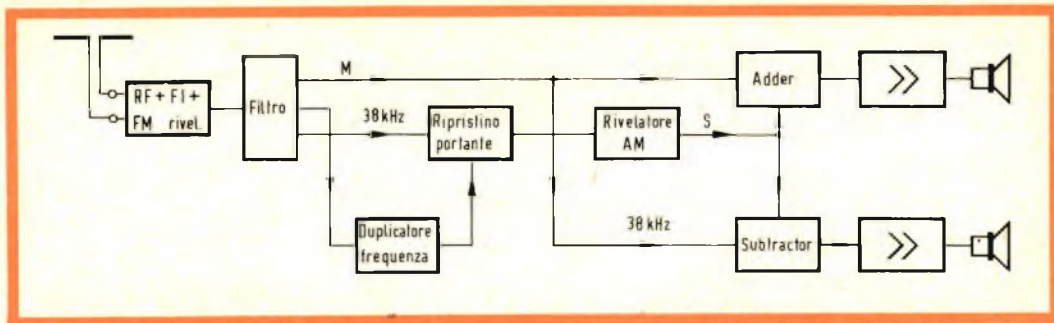 RF + FI +
FM rivel.
Filtro
M
38 kHz
Ripristino
portante
Duplicatore
frequenza
Rivelatore
AM
S
38 kHz
Adder
Subtractor